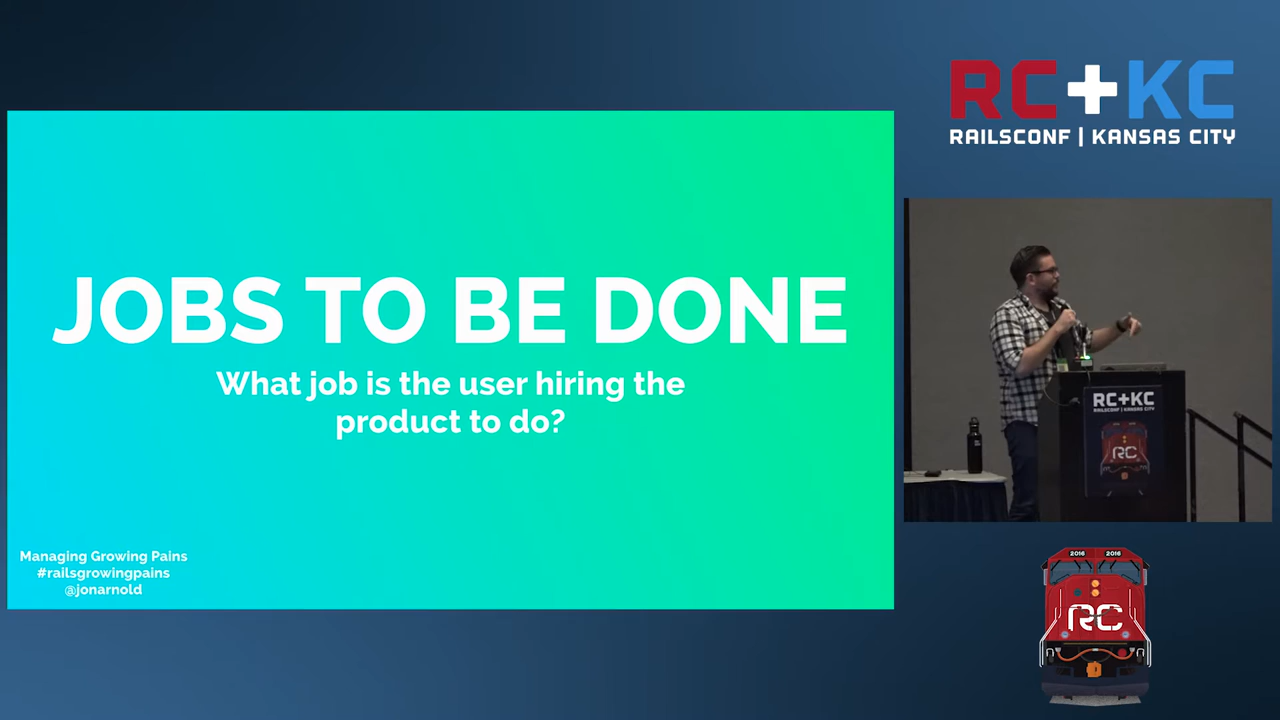 RC+KC
RAILSCONF | KANSAS CITY
JOBS TO BE DONE
What job is the user hiring the
product to do?
Managing Growing Pains
#railsgrowingpains
@jonarnold
RC+KC
RAILSCONF | KANSAS CITY
RC
2016 2016
RC